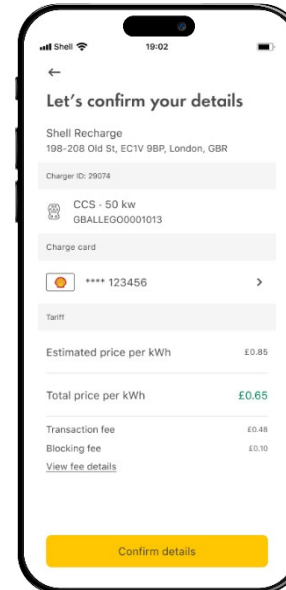 Shell 19:02
Let's confirm your details
Shell Recharge
198-208 Old St, EC1V 9BP, London, GBR
Charger ID: 29074
CCS - 50 kw
GBALLEGO0001013
Charge card
**** 123456
Tariff
Estimated price per kWh £0.85
Total price per kWh £0.65
Transaction fee £0.48
Blocking fee £0.10
View fee details
Confirm details